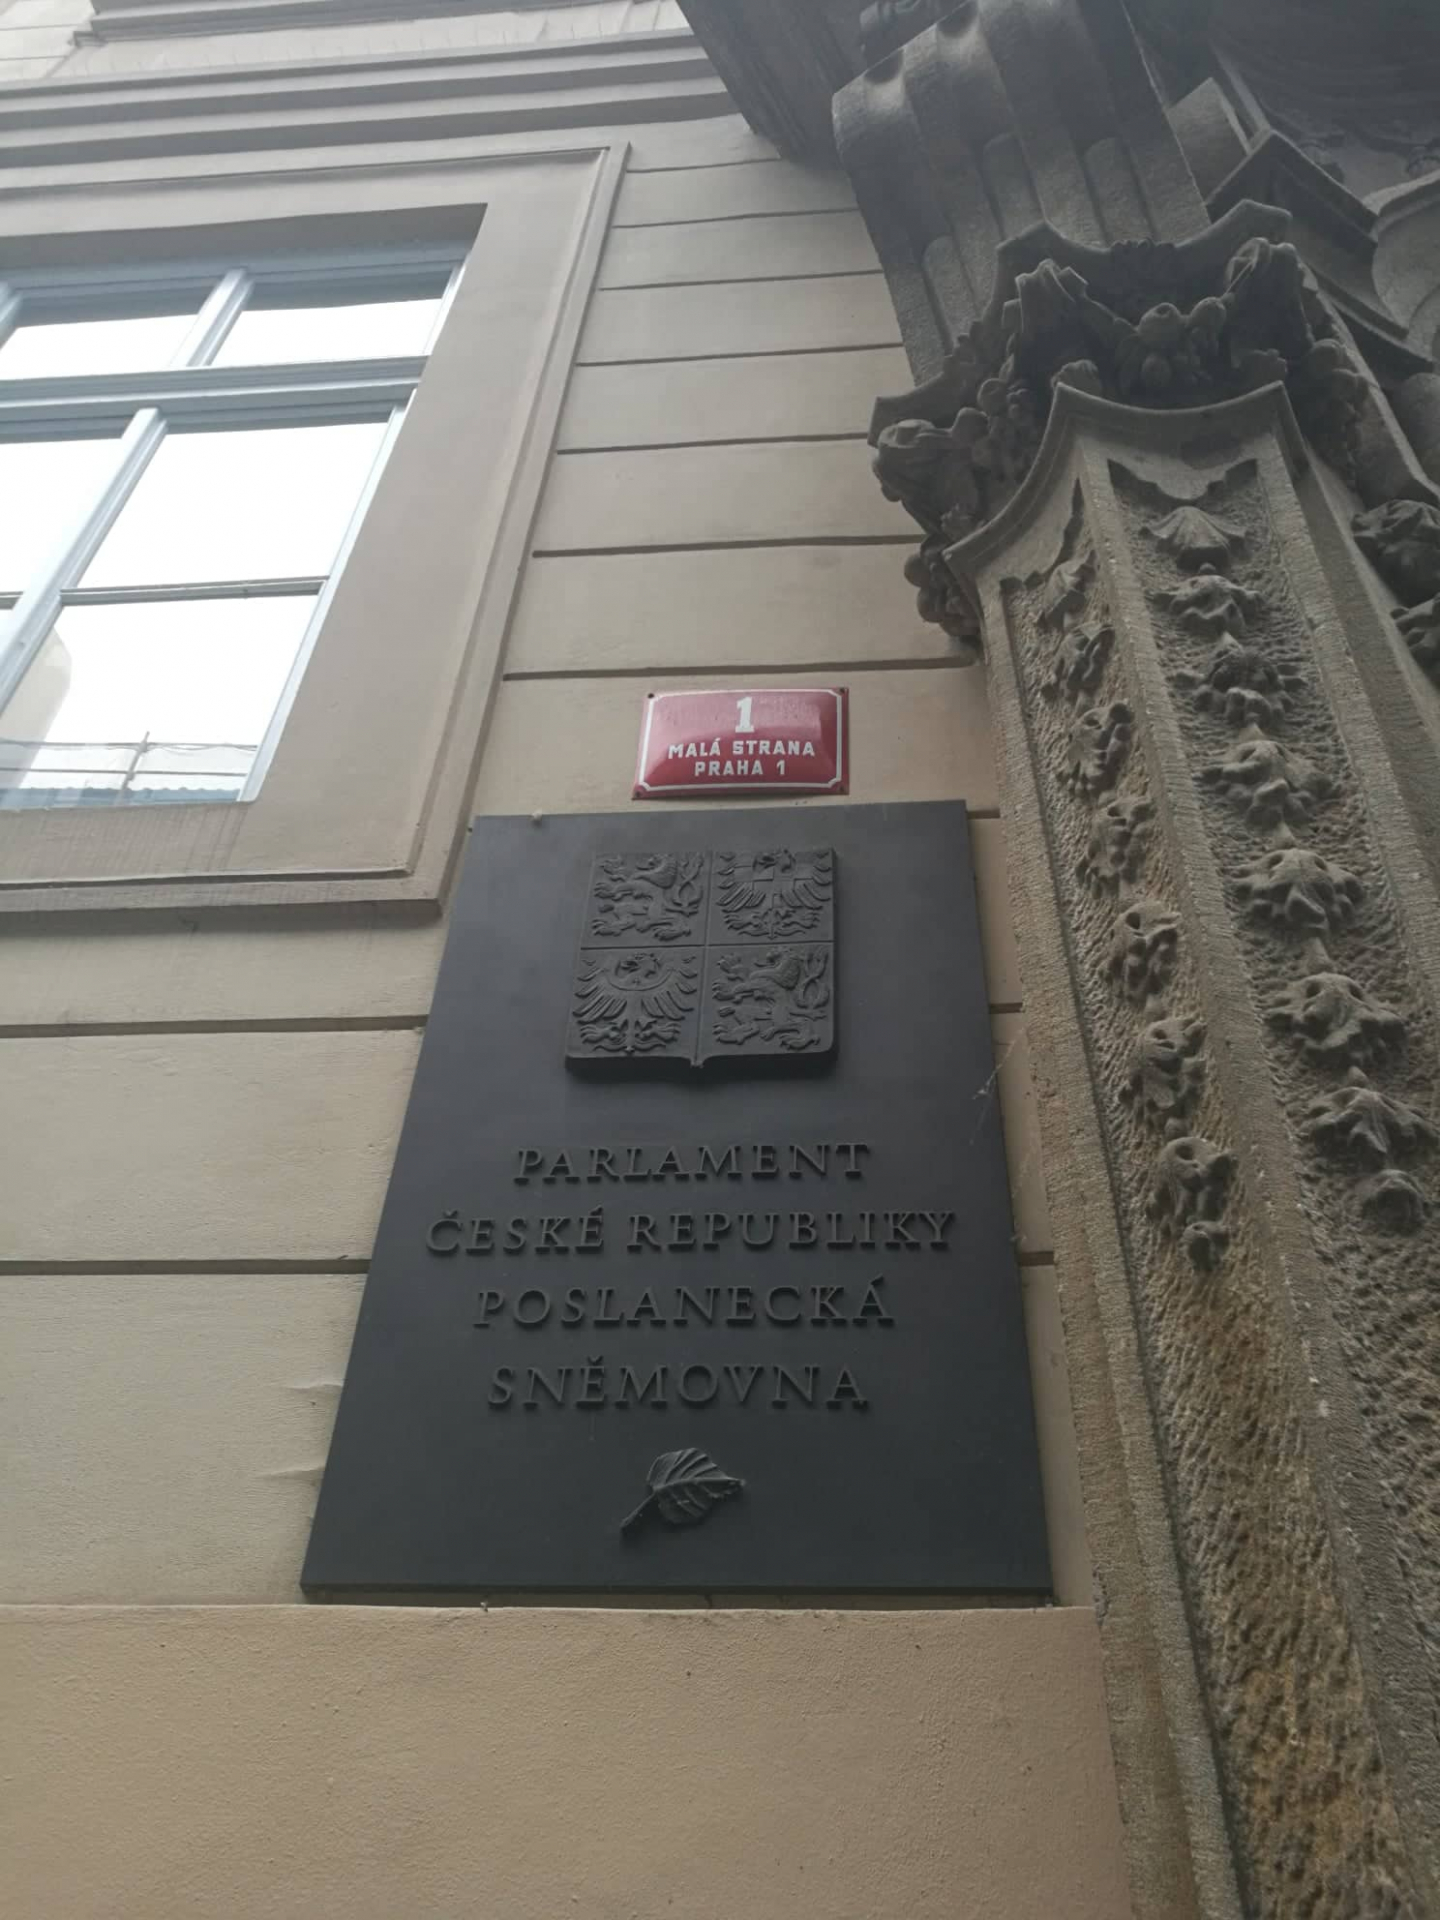 1
MALÁ STRANA
PRAHA 1
PARLAMENT
ČESKÉ REPUBLIKY
POSLANECKÁ
SNĚMOVNA